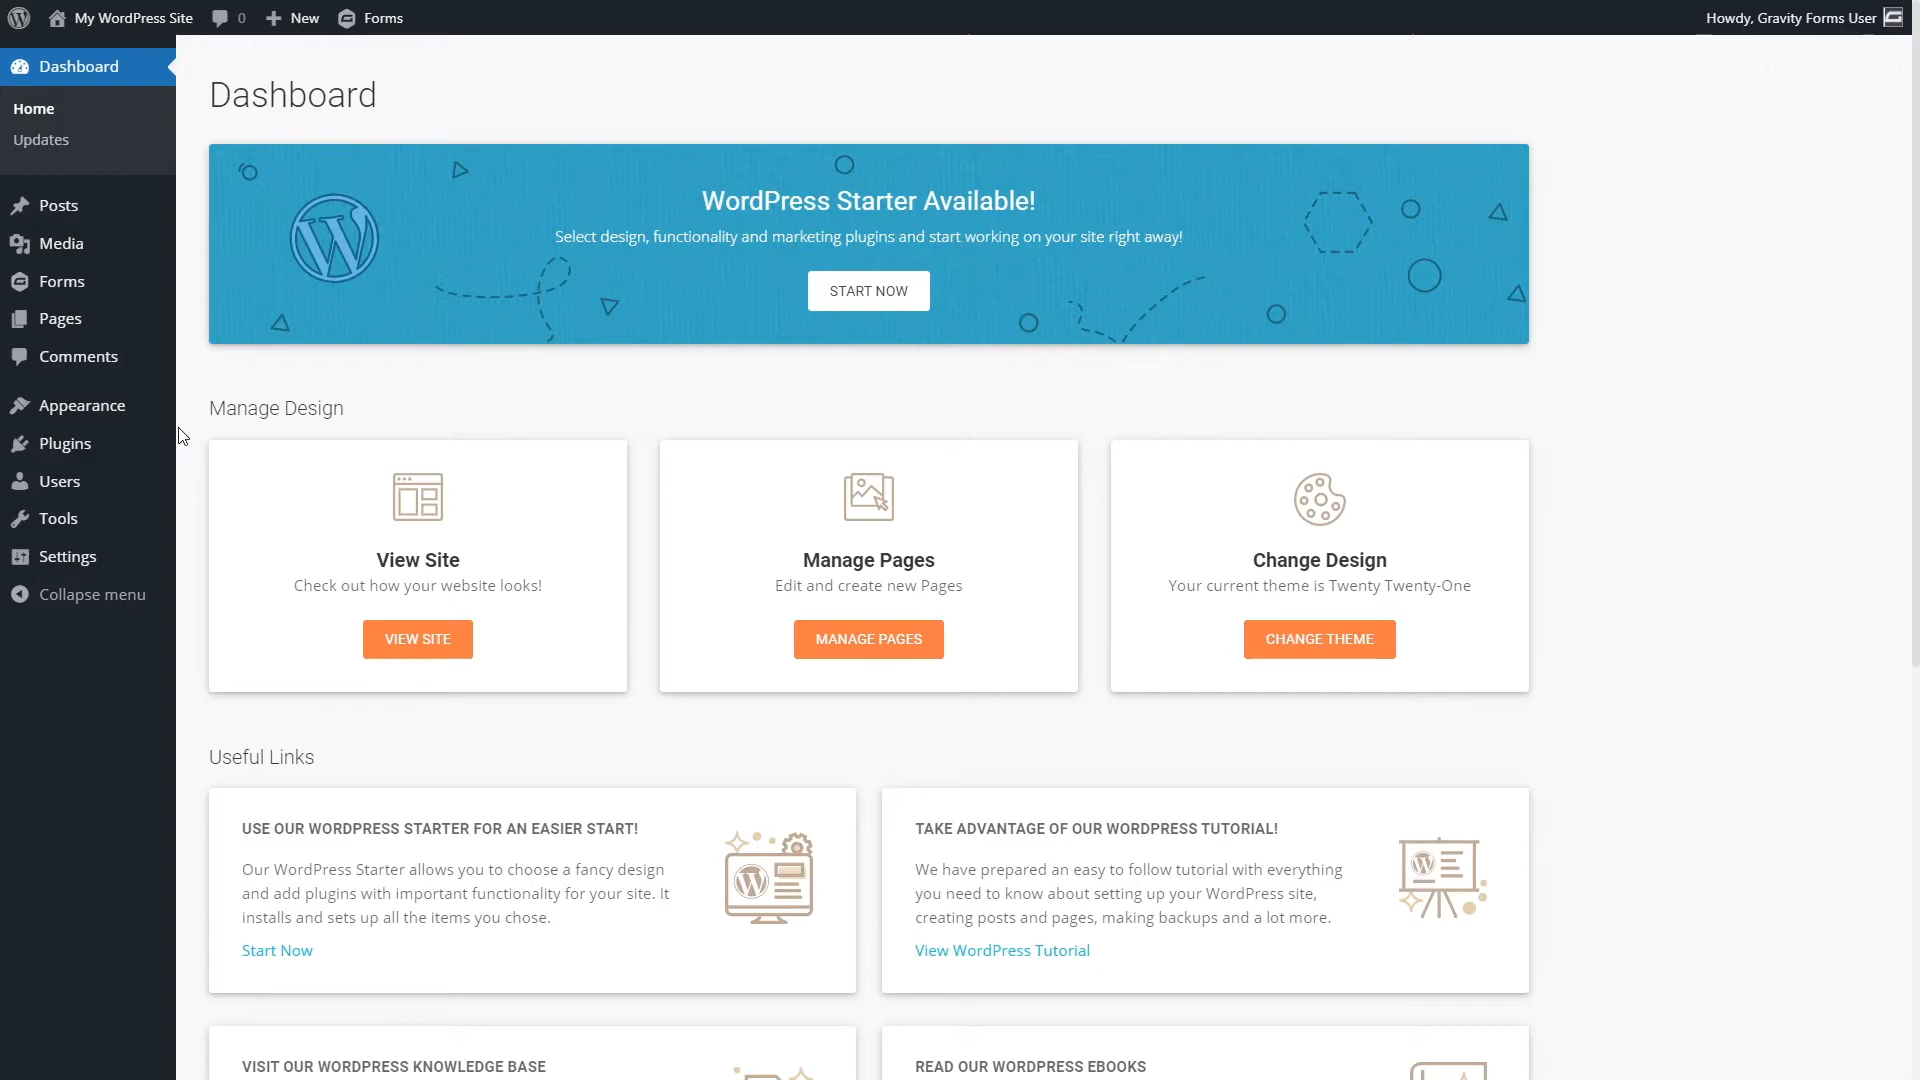 My WordPress Site 0 New Forms Howdy, Gravity Forms User
Dashboard
Home
Updates
Posts
Media
Forms
Pages
Comments
Appearance
Plugins
Users
Tools
Settings
Collapse menu
Dashboard
WordPress Starter Available!
Select design, functionality and marketing plugins and start working on your site right away!
START NOW
Manage Design
View Site
Check out how your website looks!
VIEW SITE
Manage Pages
Edit and create new Pages
MANAGE PAGES
Change Design
Your current theme is Twenty Twenty-One
CHANGE THEME
Useful Links
USE OUR WORDPRESS STARTER FOR AN EASIER START!
Our WordPress Starter allows you to choose a fancy design
and add plugins with important functionality for your site. It
installs and sets up all the items you chose.
Start Now
TAKE ADVANTAGE OF OUR WORDPRESS TUTORIAL!
We have prepared an easy to follow tutorial with everything
you need to know about setting up your WordPress site,
creating posts and pages, making backups and a lot more.
View WordPress Tutorial
VISIT OUR WORDPRESS KNOWLEDGE BASE
READ OUR WORDPRESS EBOOKS